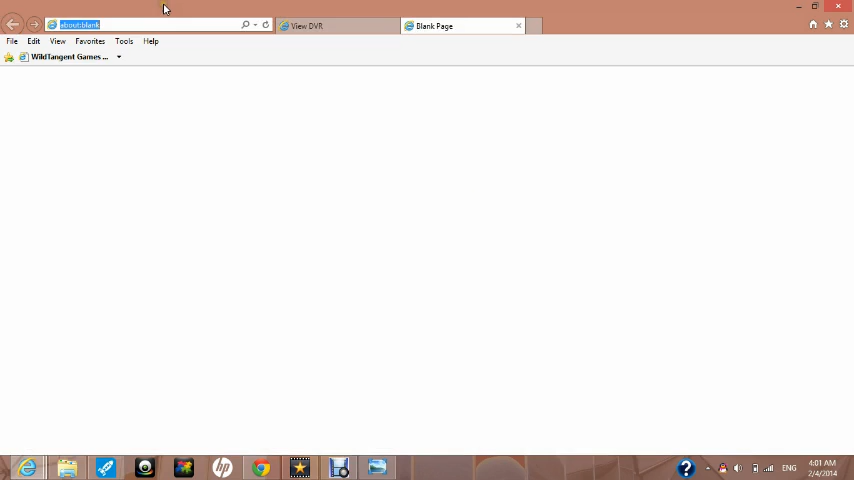 about:blank
View DVR
Blank Page
File Edit View Favorites Tools Help
WildTangent Games ...
hp
ENG
4:01 AM
2/4/2014